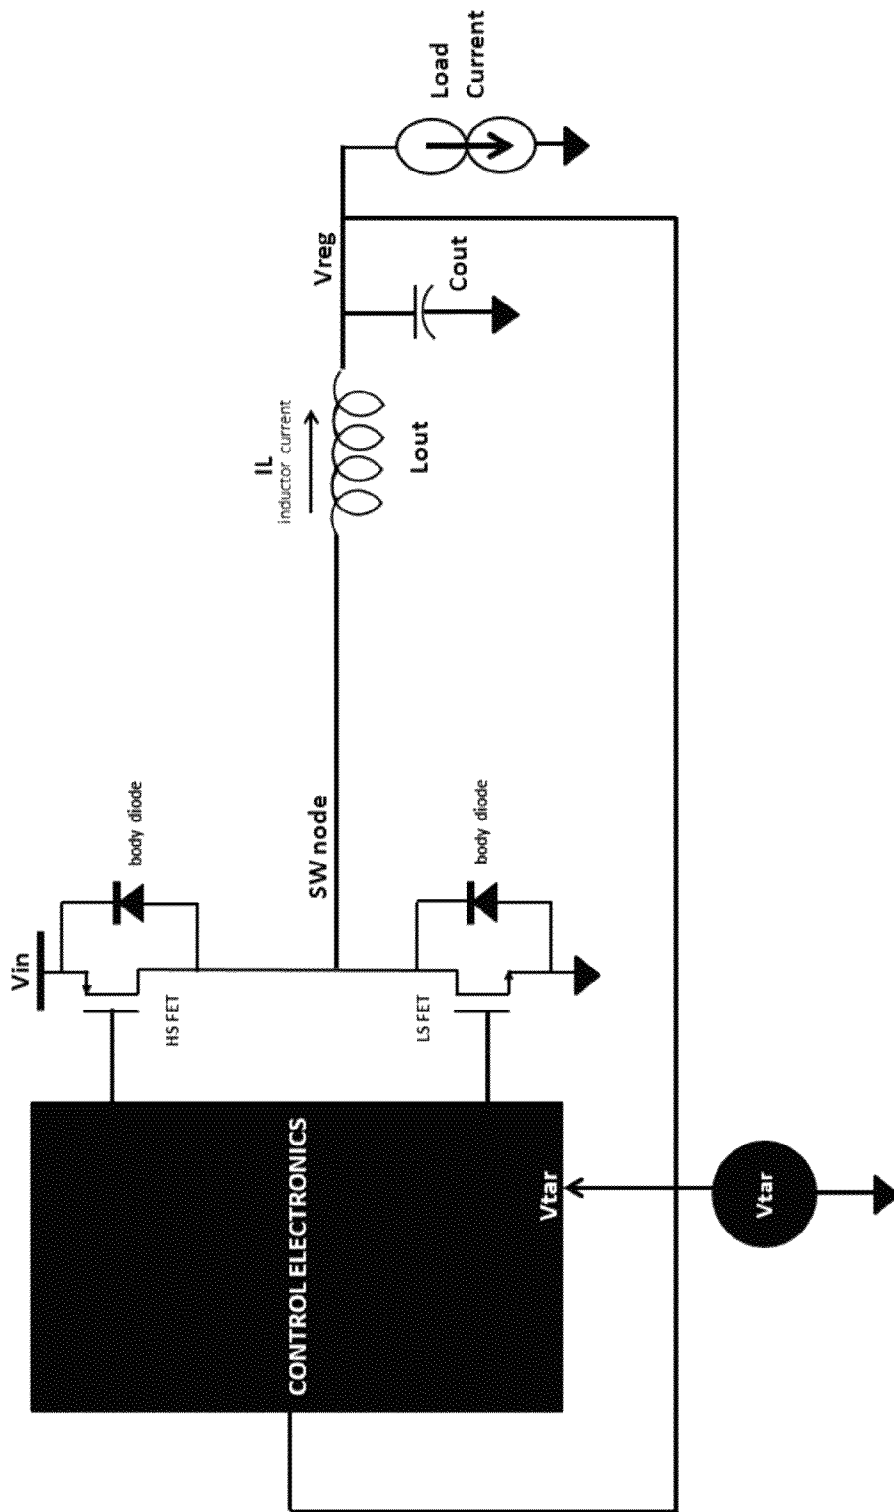 Vin
body diode
HS FET
SW node
IL
inductor current
Lout
Vreg
Cout
Load
Current
LS FET
body diode
CONTROL ELECTRONICS
Vtar
Vtar